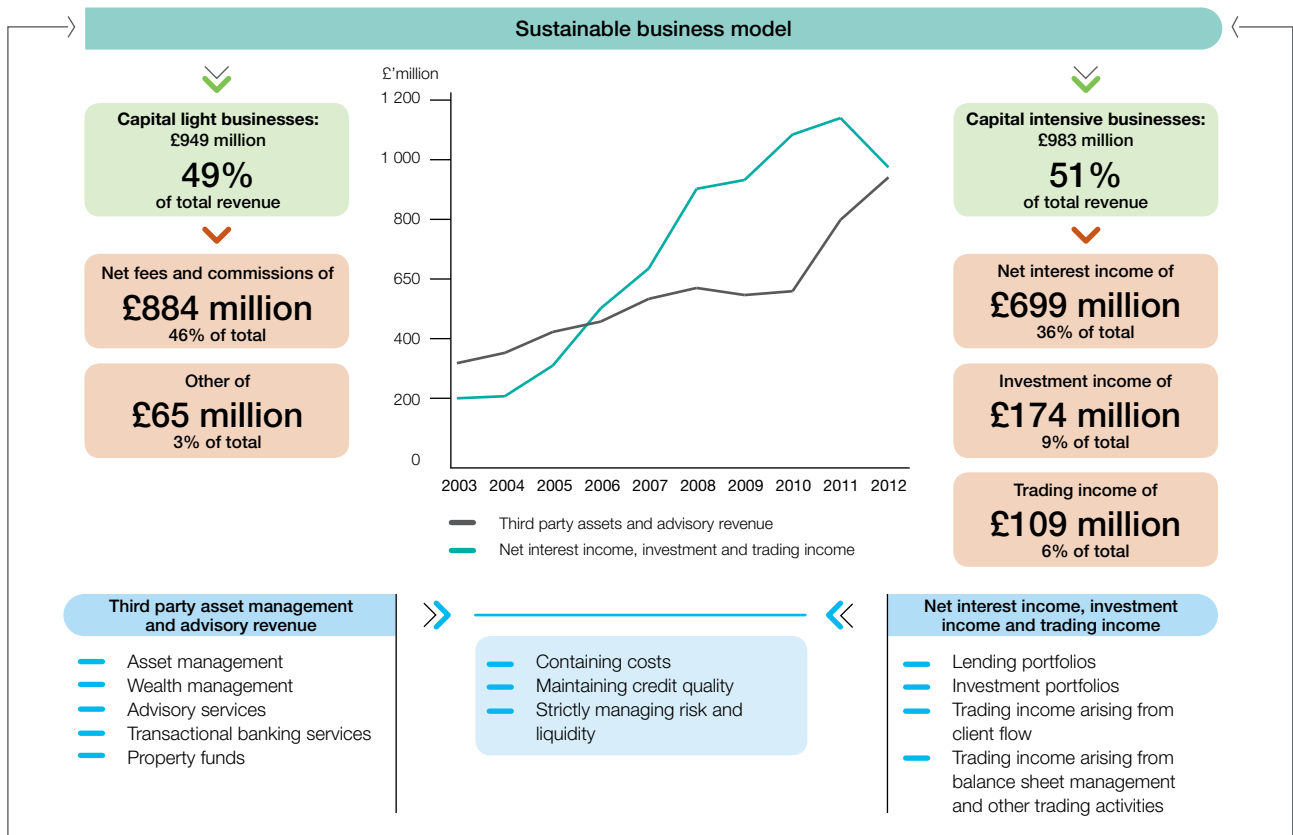 Sustainable business model
Capital light businesses:
£949 million
49%
of total revenue
Net fees and commissions of
£884 million
46% of total
Other of
£65 million
3% of total
£'million
1 200
1 000
800
650
400
200
0
2003 2004 2005 2006 2007 2008 2009 2010 2011 2012
Third party assets and advisory revenue
Net interest income, investment and trading income
Capital intensive businesses:
£983 million
51%
of total revenue
Net interest income of
£699 million
36% of total
Investment income of
£174 million
9% of total
Trading income of
£109 million
6% of total
Third party asset management
and advisory revenue
Asset management
Wealth management
Advisory services
Transactional banking services
Property funds
Containing costs
Maintaining credit quality
Strictly managing risk and
liquidity
Net interest income, investment
income and trading income
Lending portfolios
Investment portfolios
Trading income arising from
client flow
Trading income arising from
balance sheet management
and other trading activities